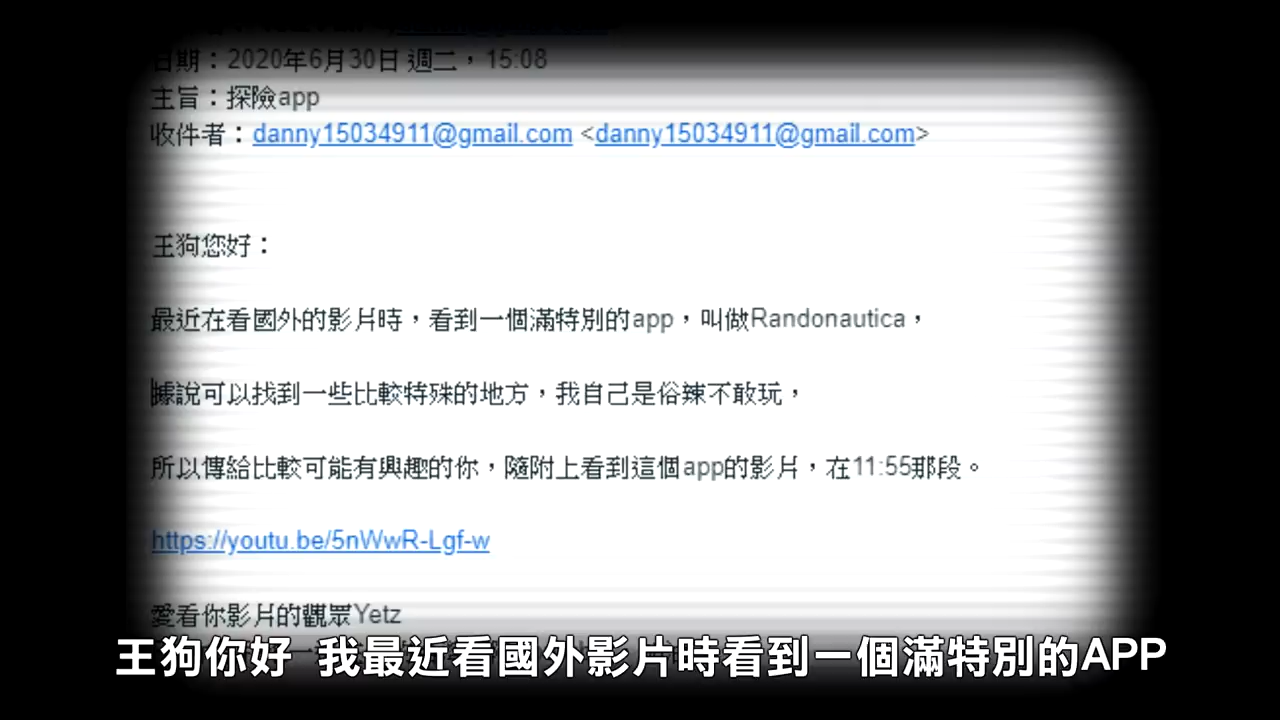 日期：2020年6月30日 週二，15:08
主旨：探險app
收件者：danny15034911@gmail.com <danny15034911@gmail.com>
王狗您好：
最近在看國外的影片時，看到一個滿特別的app，叫做Randonautica，
據說可以找到一些比較特殊的地方，我自己是俗辣不敢玩，
所以傳給比較可能有興趣的你，隨附上看到這個app的影片，在11:55那段。
https://youtu.be/5nWwR-Lgf-w
愛看你影片的觀眾Yetz
王狗你好 我最近看國外影片時看到一個滿特別的APP